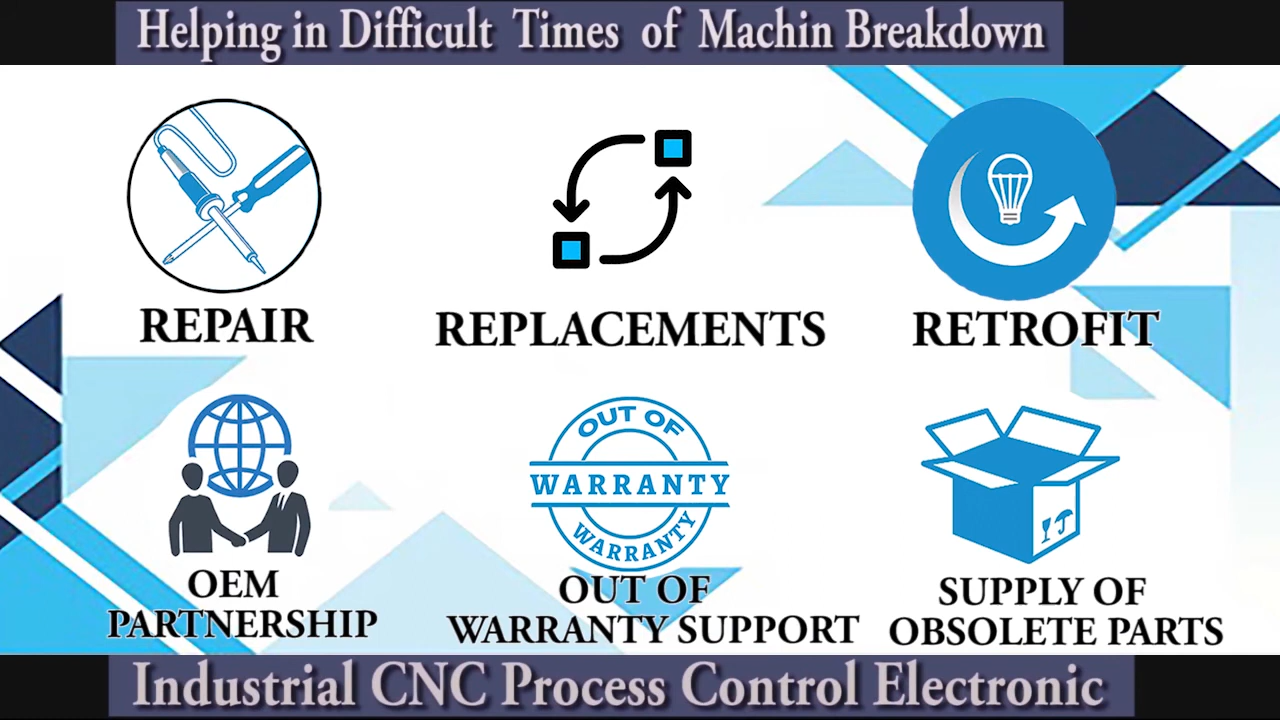 Helping in Difficult Times of Machin Breakdown
REPAIR
REPLACEMENTS
RETROFIT
OUT OF
WARRANTY
WARRANTY
OEM
PARTNERSHIP
OUT OF
WARRANTY SUPPORT
SUPPLY OF
OBSOLETE PARTS
Industrial CNC Process Control Electronic